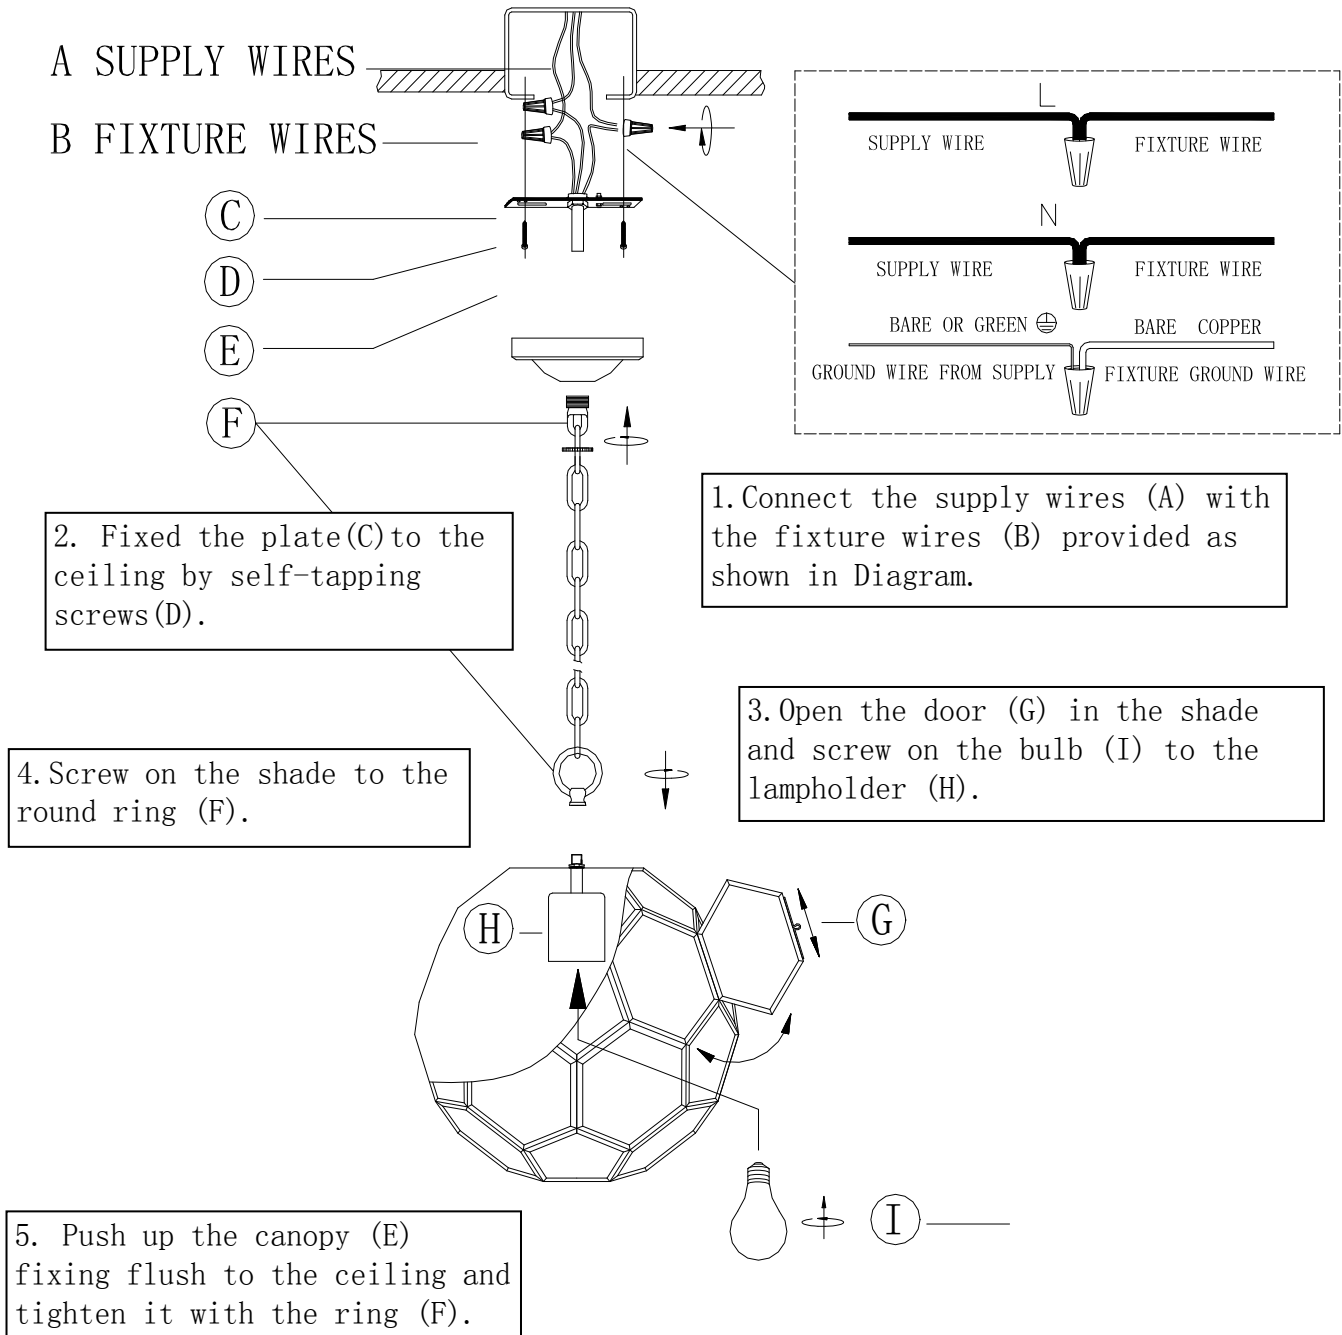 A SUPPLY WIRES
B FIXTURE WIRES
C
D
E
F
L
SUPPLY WIRE FIXTURE WIRE
N
SUPPLY WIRE FIXTURE WIRE
BARE OR GREEN BARE COPPER
GROUND WIRE FROM SUPPLY FIXTURE GROUND WIRE
1.Connect the supply wires (A) with
the fixture wires (B) provided as
shown in Diagram.
2. Fixed the plate(C)to the
ceiling by self-tapping
screws(D).
3.Open the door (G) in the shade
and screw on the bulb (I) to the
lampholder (H).
4.Screw on the shade to the
round ring (F).
H
G
I
5. Push up the canopy (E)
fixing flush to the ceiling and
tighten it with the ring (F).